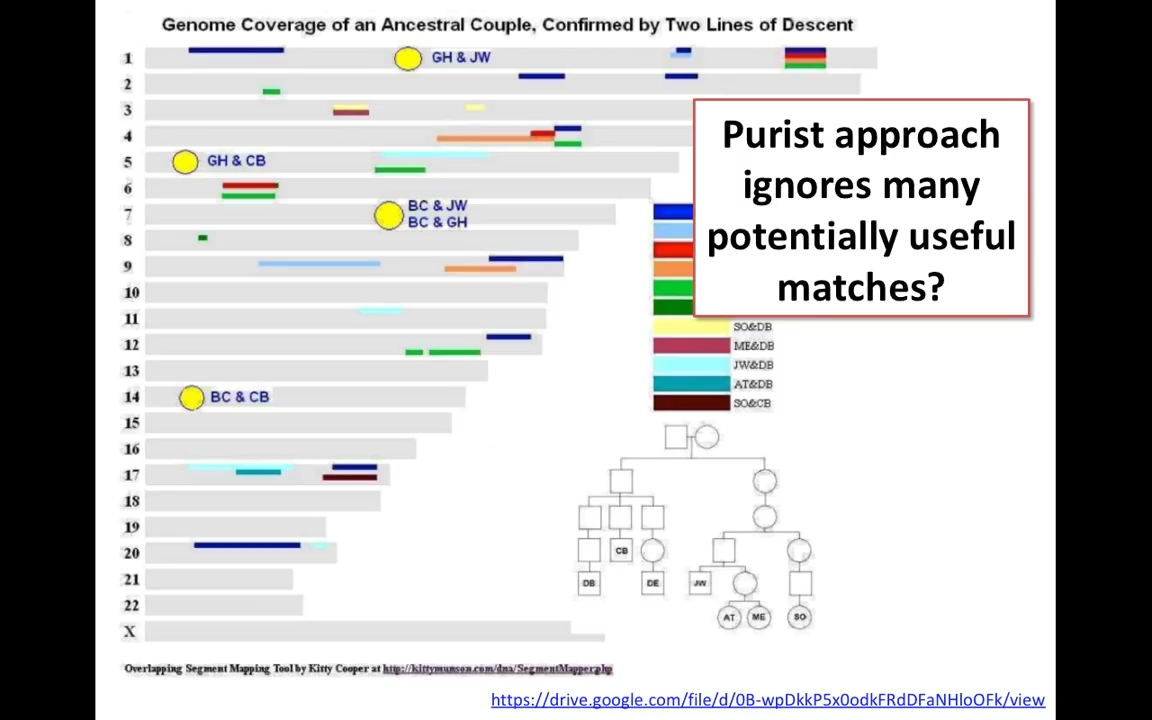 Genome Coverage of an Ancestral Couple, Confirmed by Two Lines of Descent
1
GH & JW
2
3
4
5
GH & CB
6
7
BC & JW
BC & GH
8
9
10
11
12
13
14
BC & CB
15
16
17
18
19
20
21
22
X
Purist approach
ignores many
potentially useful
matches?
SO&DB
ME&DB
JW&DB
AT&DB
SO&CB
CB
DB
DE
JW
AT
ME
SO
Overlapping Segment Mapping Tool by Kitty Cooper at http://kittymunson.com/dna/SegmentMapper.php
https://drive.google.com/file/d/0B-wpDkkP5x0odkFRdDFaNHloOFk/view